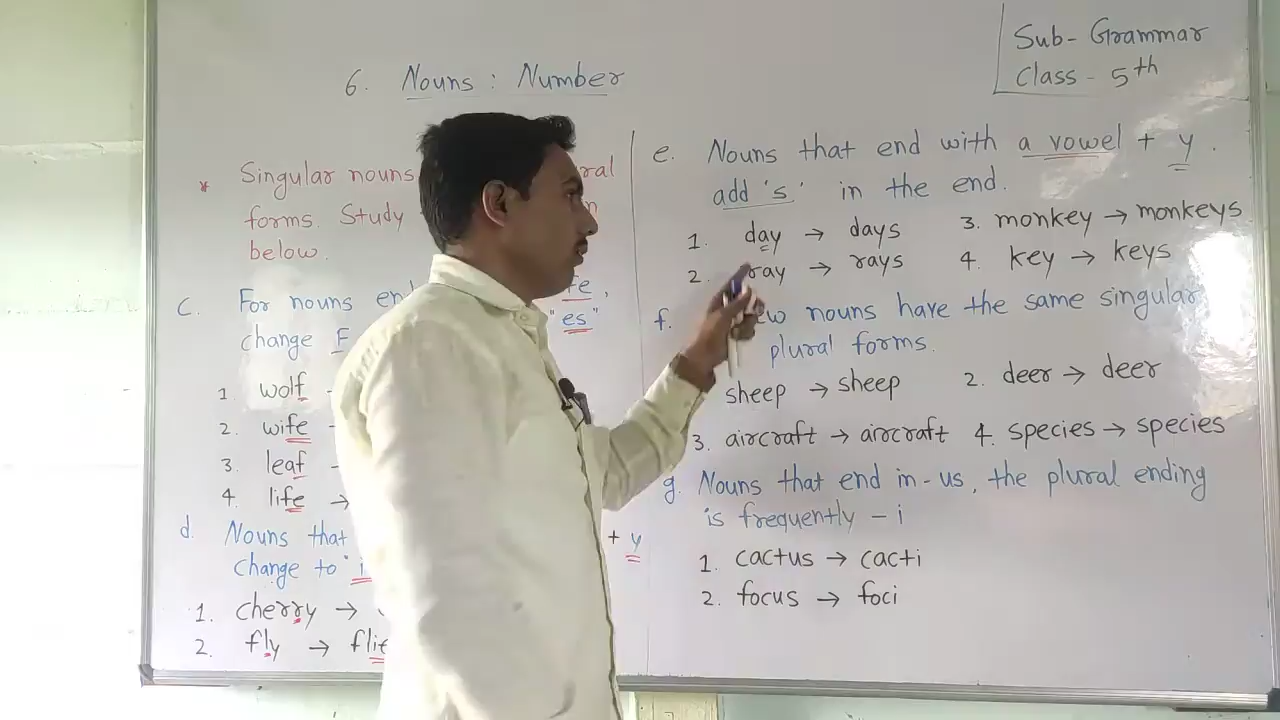 Sub- Grammar
Class - 5th
6. Nouns : Number
* Singular nouns
forms. Study
below.
c. For nouns
change F "es"
1. wolf
2. wife
3. leaf
4. life →
d. Nouns that + y
change to "i
1. cherry →
2. fly →
e. Nouns that end with a vowel + y.
add 's' in the end.
1. day → days 3. monkey → monkeys
2. ray → rays 4. key → keys
f. nouns have the same singular
plural forms.
sheep → sheep 2. deer → deer
3. aircraft → aircraft 4. species → species
g. Nouns that end in - us, the plural ending
is frequently - i
1. cactus → cacti
2. focus → foci